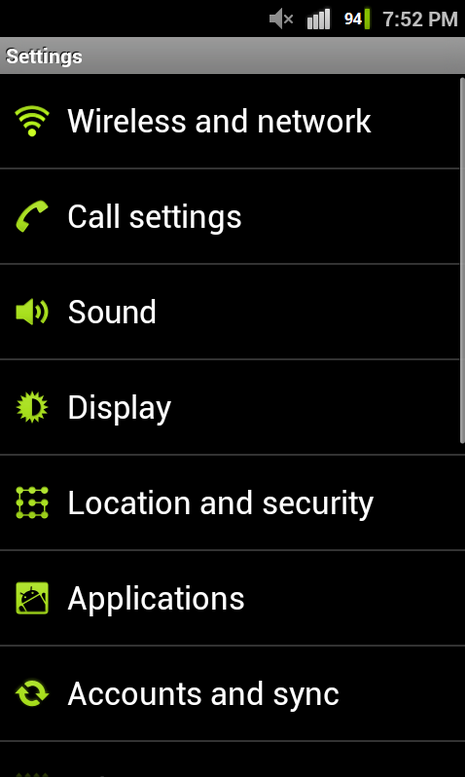 94 7:52 PM
Settings
Wireless and network
Call settings
Sound
Display
Location and security
Applications
Accounts and sync